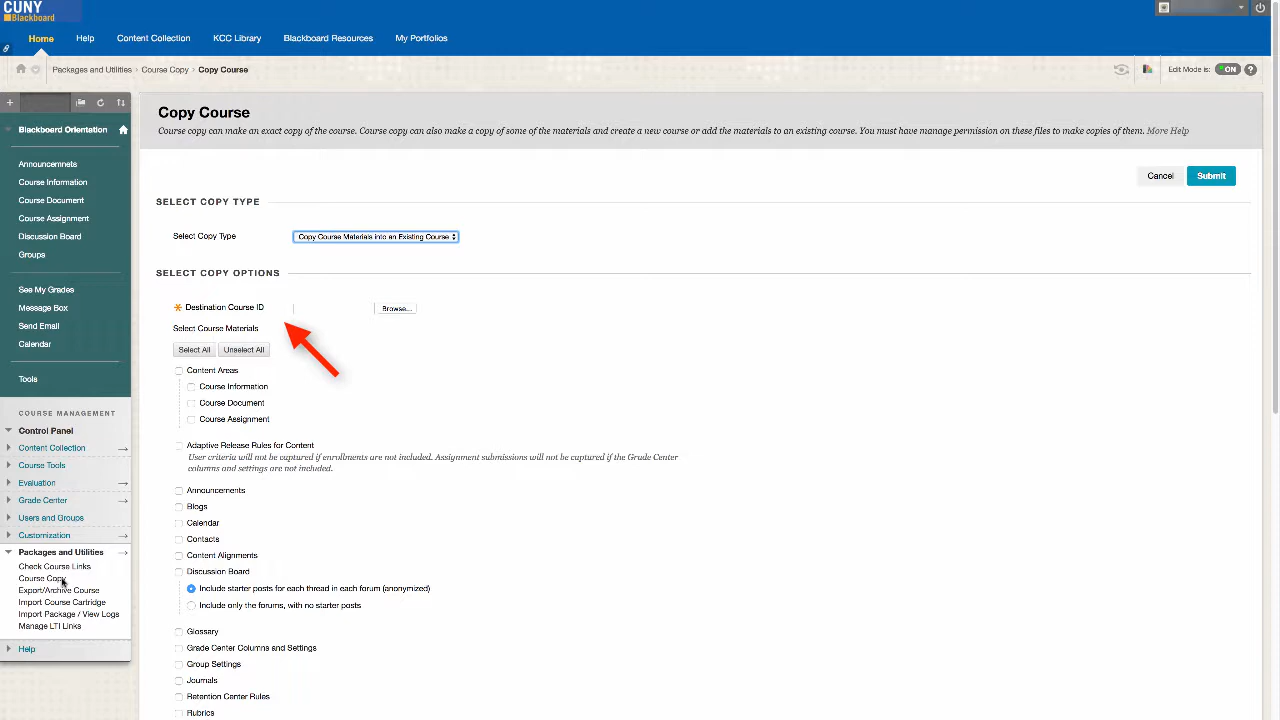 CUNY
Blackboard
Home Help Content Collection KCC Library Blackboard Resources My Portfolios
Packages and Utilities › Course Copy › Copy Course
Edit Mode is: ON ?
Blackboard Orientation
Announcemnets
Course Information
Course Document
Course Assignment
Discussion Board
Groups
See My Grades
Message Box
Send Email
Calendar
Tools
COURSE MANAGEMENT
Control Panel
Content Collection
Course Tools
Evaluation
Grade Center
Users and Groups
Customization
Packages and Utilities
Check Course Links
Course Copy
Export/Archive Course
Import Course Cartridge
Import Package / View Logs
Manage LTI Links
Help
Copy Course
Course copy can make an exact copy of the course. Course copy can also make a copy of some of the materials and create a new course or add the materials to an existing course. You must have manage permission on these files to make copies of them. More Help
Cancel Submit
SELECT COPY TYPE
Select Copy Type Copy Course Materials into an Existing Course
SELECT COPY OPTIONS
Destination Course ID Browse...
Select Course Materials
Select All Unselect All
Content Areas
Course Information
Course Document
Course Assignment
Adaptive Release Rules for Content
User criteria will not be captured if enrollments are not included. Assignment submissions will not be captured if the Grade Center
columns and settings are not included.
Announcements
Blogs
Calendar
Contacts
Content Alignments
Discussion Board
Include starter posts for each thread in each forum (anonymized)
Include only the forums, with no starter posts
Glossary
Grade Center Columns and Settings
Group Settings
Journals
Retention Center Rules
Rubrics